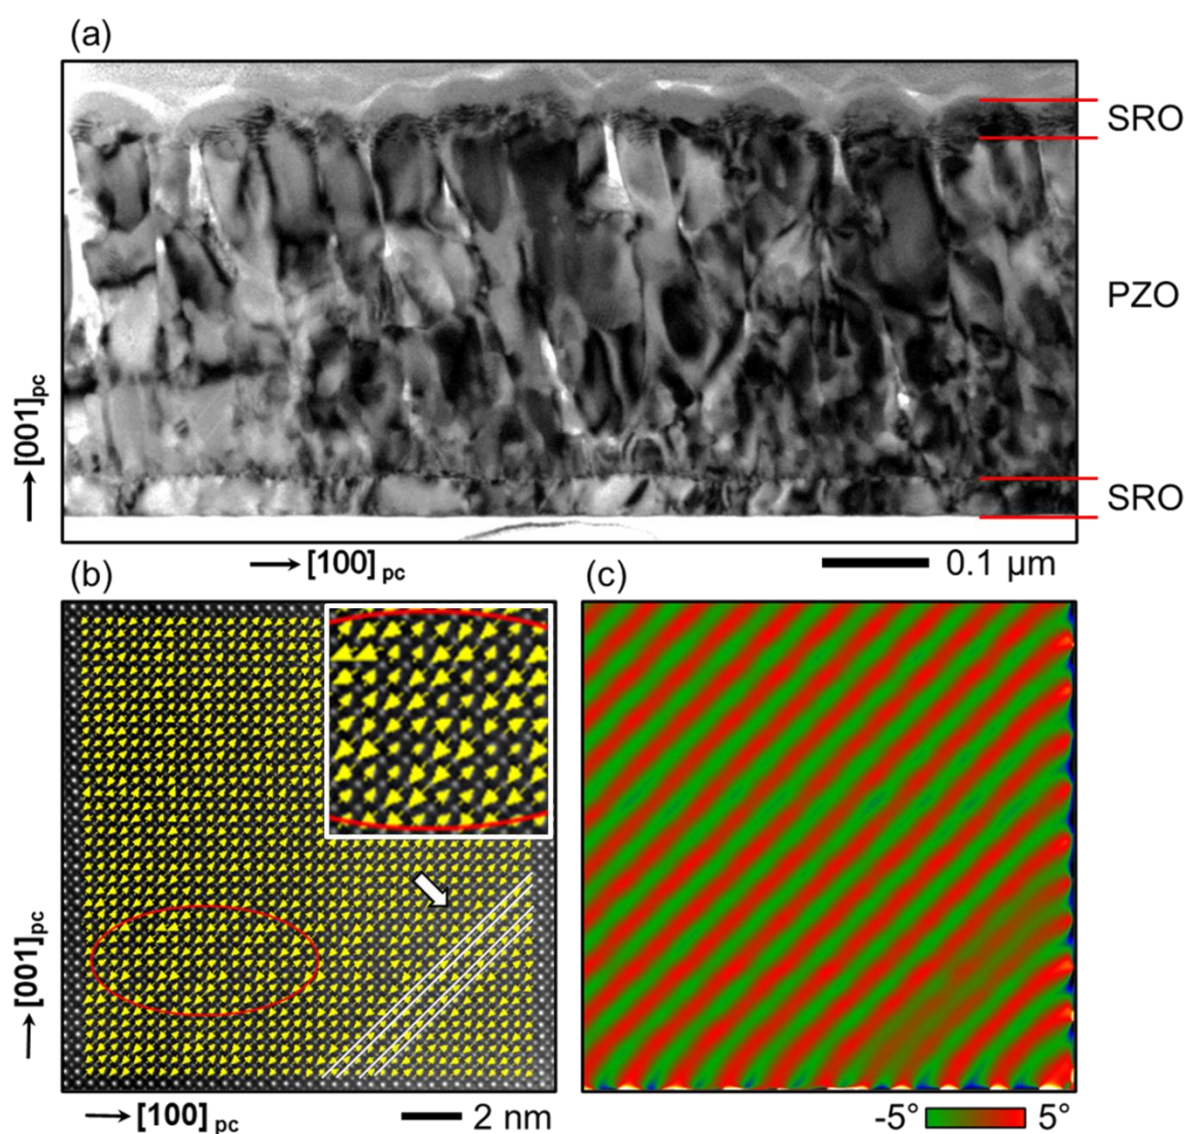 (a)
SRO
PZO
SRO
→[001]pc
→[100]pc
0.1 μm
(b)
(c)
→[001]pc
→[100]pc
2 nm
-5°
5°